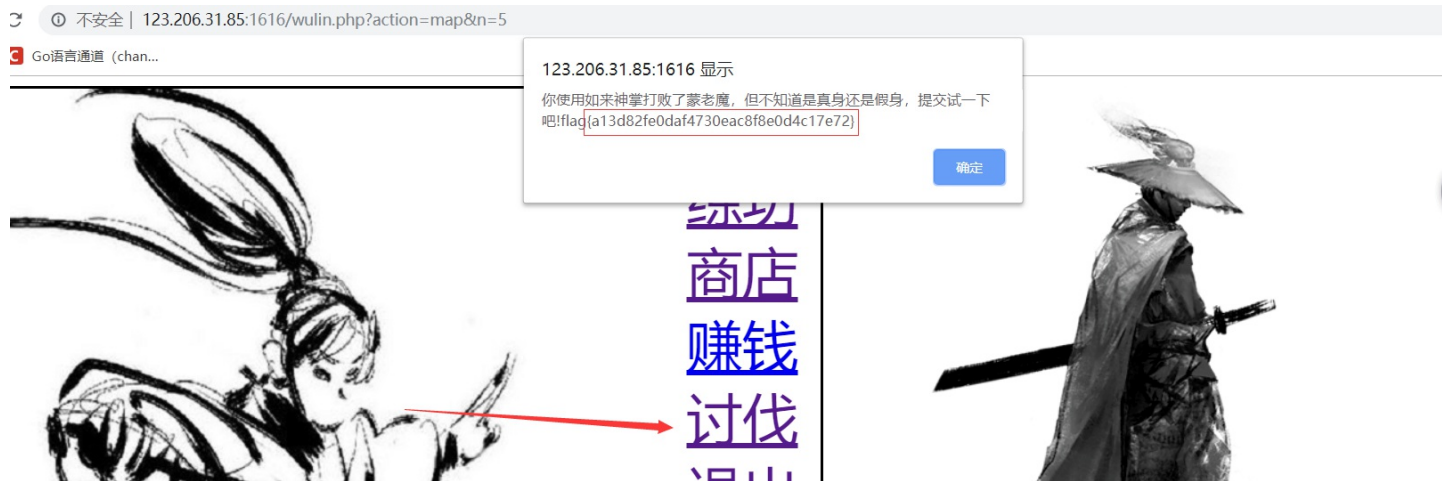 不安全 | 123.206.31.85:1616/wulin.php?action=map&n=5
Go语言通道（chan...
123.206.31.85:1616 显示
你使用如来神掌打败了蒙老魔，但不知道是真身还是假身，提交试一下
吧!flag{a13d82fe0daf4730eac8f8e0d4c17e72}
确定
练功
商店
赚钱
讨伐